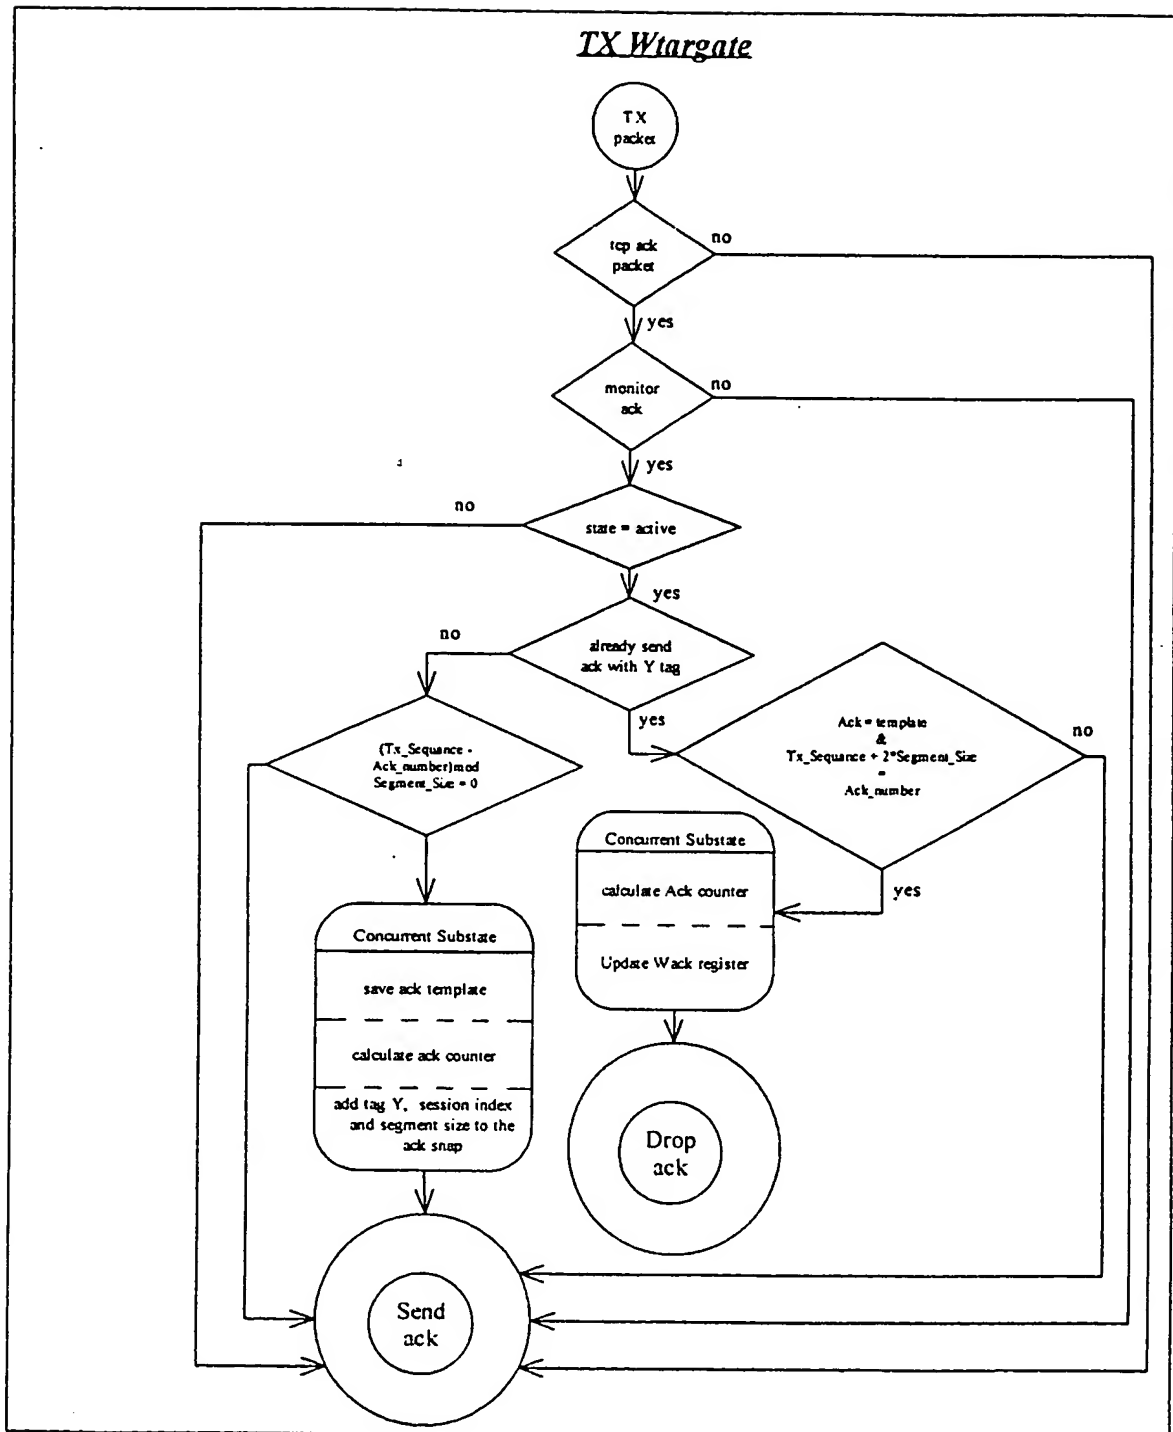 TX Wtargate
TX
packet
tcp ack
packet
no
yes
monitor
ack
no
yes
no
state = active
yes
no
already send
ack with Y tag
yes
(Tx_Sequance -
Ack_number)mod
Segment_Size = 0
Ack = template
&
Tx_Sequance + 2*Segment_Size
=
Ack_number
no
yes
Concurrent Substate
calculate Ack counter
Update Wack register
Concurrent Substate
save ack template
calculate ack counter
add tag Y, session index
and segment size to the
ack snap
Drop
ack
Send
ack